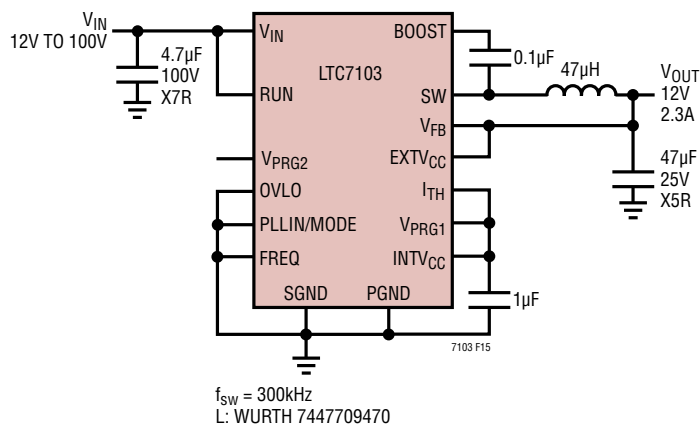 VIN
12V TO 100V
4.7µF
100V
X7R
VIN
RUN
VPRG2
OVLO
PLLIN/MODE
FREQ
SGND
PGND
LTC7103
BOOST
SW
VFB
EXTVCC
ITH
VPRG1
INTVCC
0.1µF
47µH
VOUT
12V
2.3A
47µF
25V
X5R
1µF
7103 F15
fSW = 300kHz
L: WURTH 7447709470